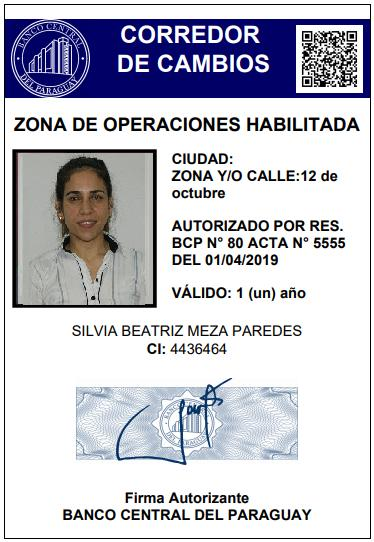 BANCO CENTRAL
DEL PARAGUAY
CORREDOR
DE CAMBIOS
ZONA DE OPERACIONES HABILITADA
CIUDAD:
ZONA Y/O CALLE:12 de
octubre
AUTORIZADO POR RES.
BCP N° 80 ACTA N° 5555
DEL 01/04/2019
VÁLIDO: 1 (un) año
SILVIA BEATRIZ MEZA PAREDES
CI: 4436464
Firma Autorizante
BANCO CENTRAL DEL PARAGUAY